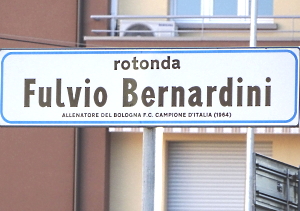 rotonda
Fulvio Bernardini
ALLENATORE DEL BOLOGNA F.C. CAMPIONE D'ITALIA (1964)